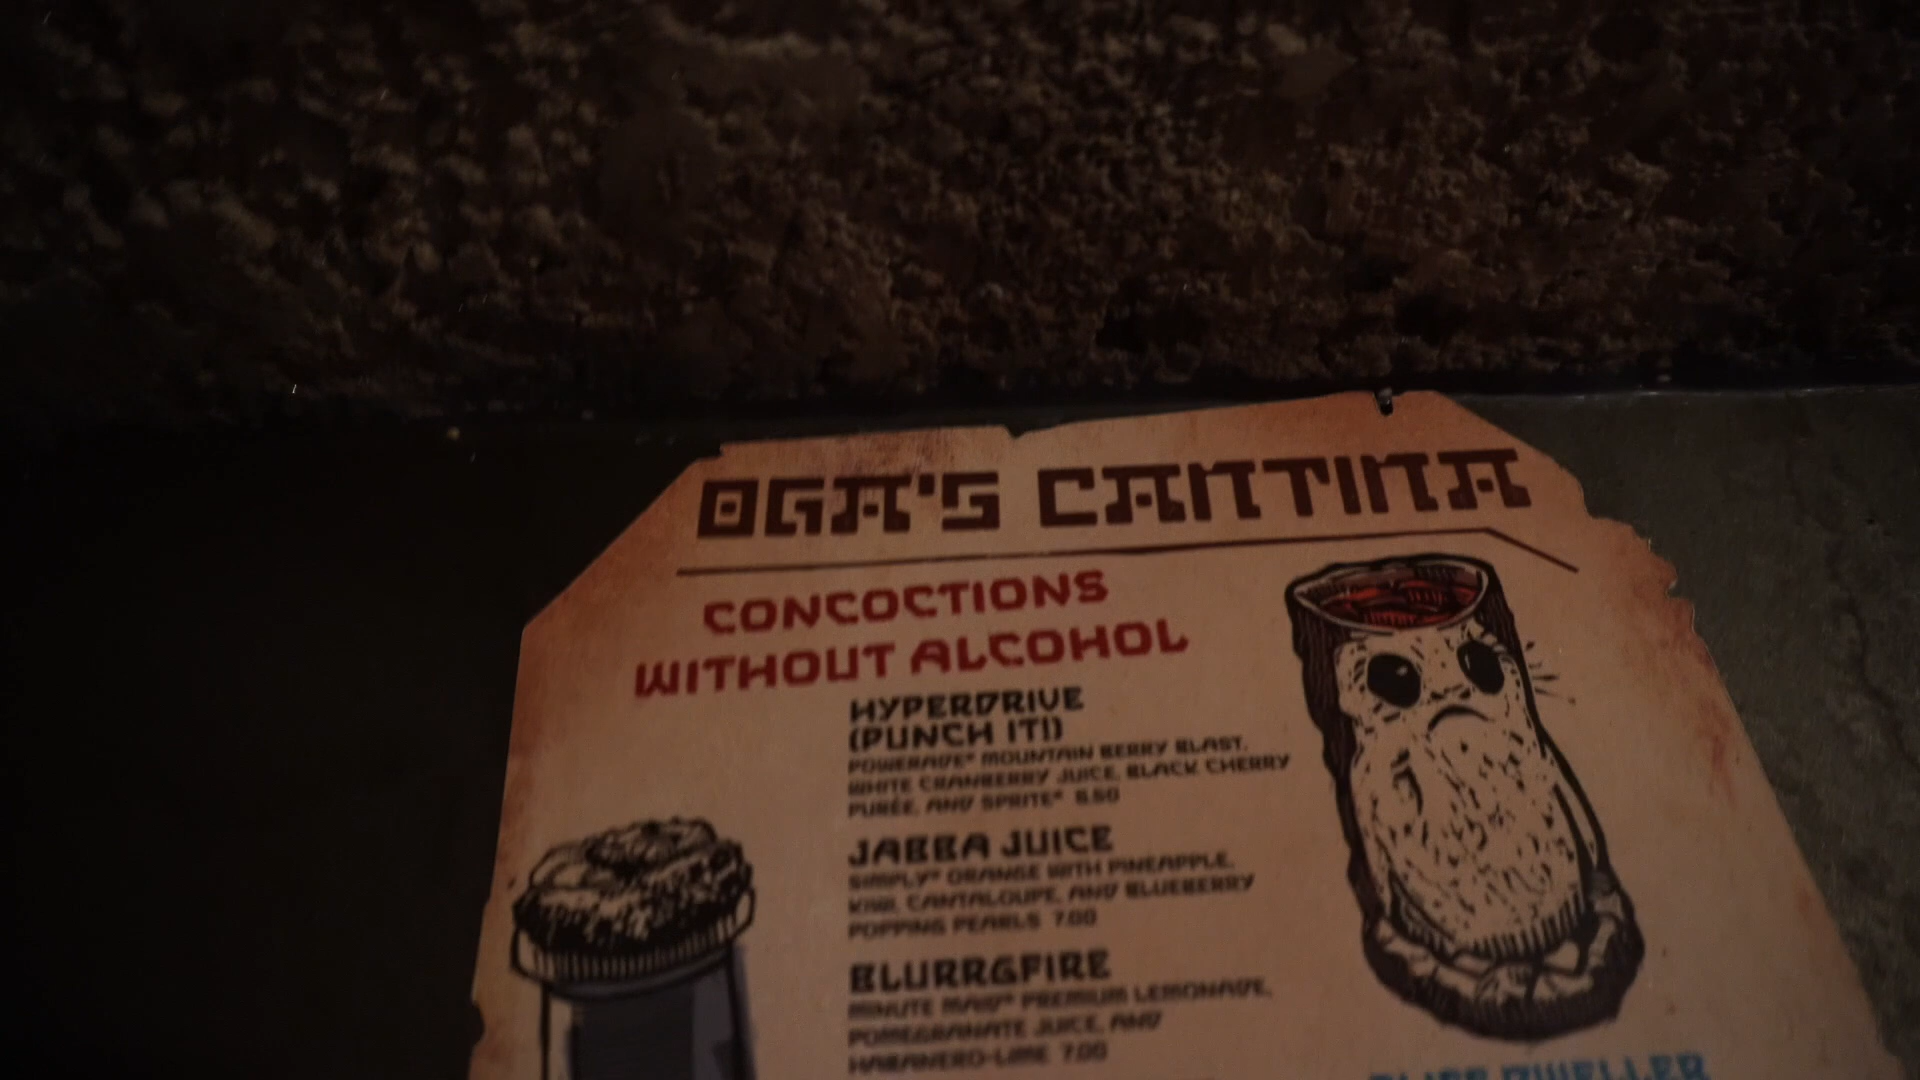 OGA'S CANTINA
CONCOCTIONS
WITHOUT ALCOHOL
HYPERDRIVE
(PUNCH IT!)
POWERADE® MOUNTAIN BERRY BLAST,
WHITE CRANBERRY JUICE, BLACK CHERRY
PURÉE, AND SPRITE® 6.50
JABBA JUICE
SIMPLY® ORANGE WITH PINEAPPLE,
KIWI, CANTALOUPE, AND BLUEBERRY
POPPING PEARLS 7.00
BLURRGFIRE
MINUTE MAID® PREMIUM LEMONADE,
POMEGRANATE JUICE, AND
HABANERO-LIME 7.00
CLIFF DWELLER